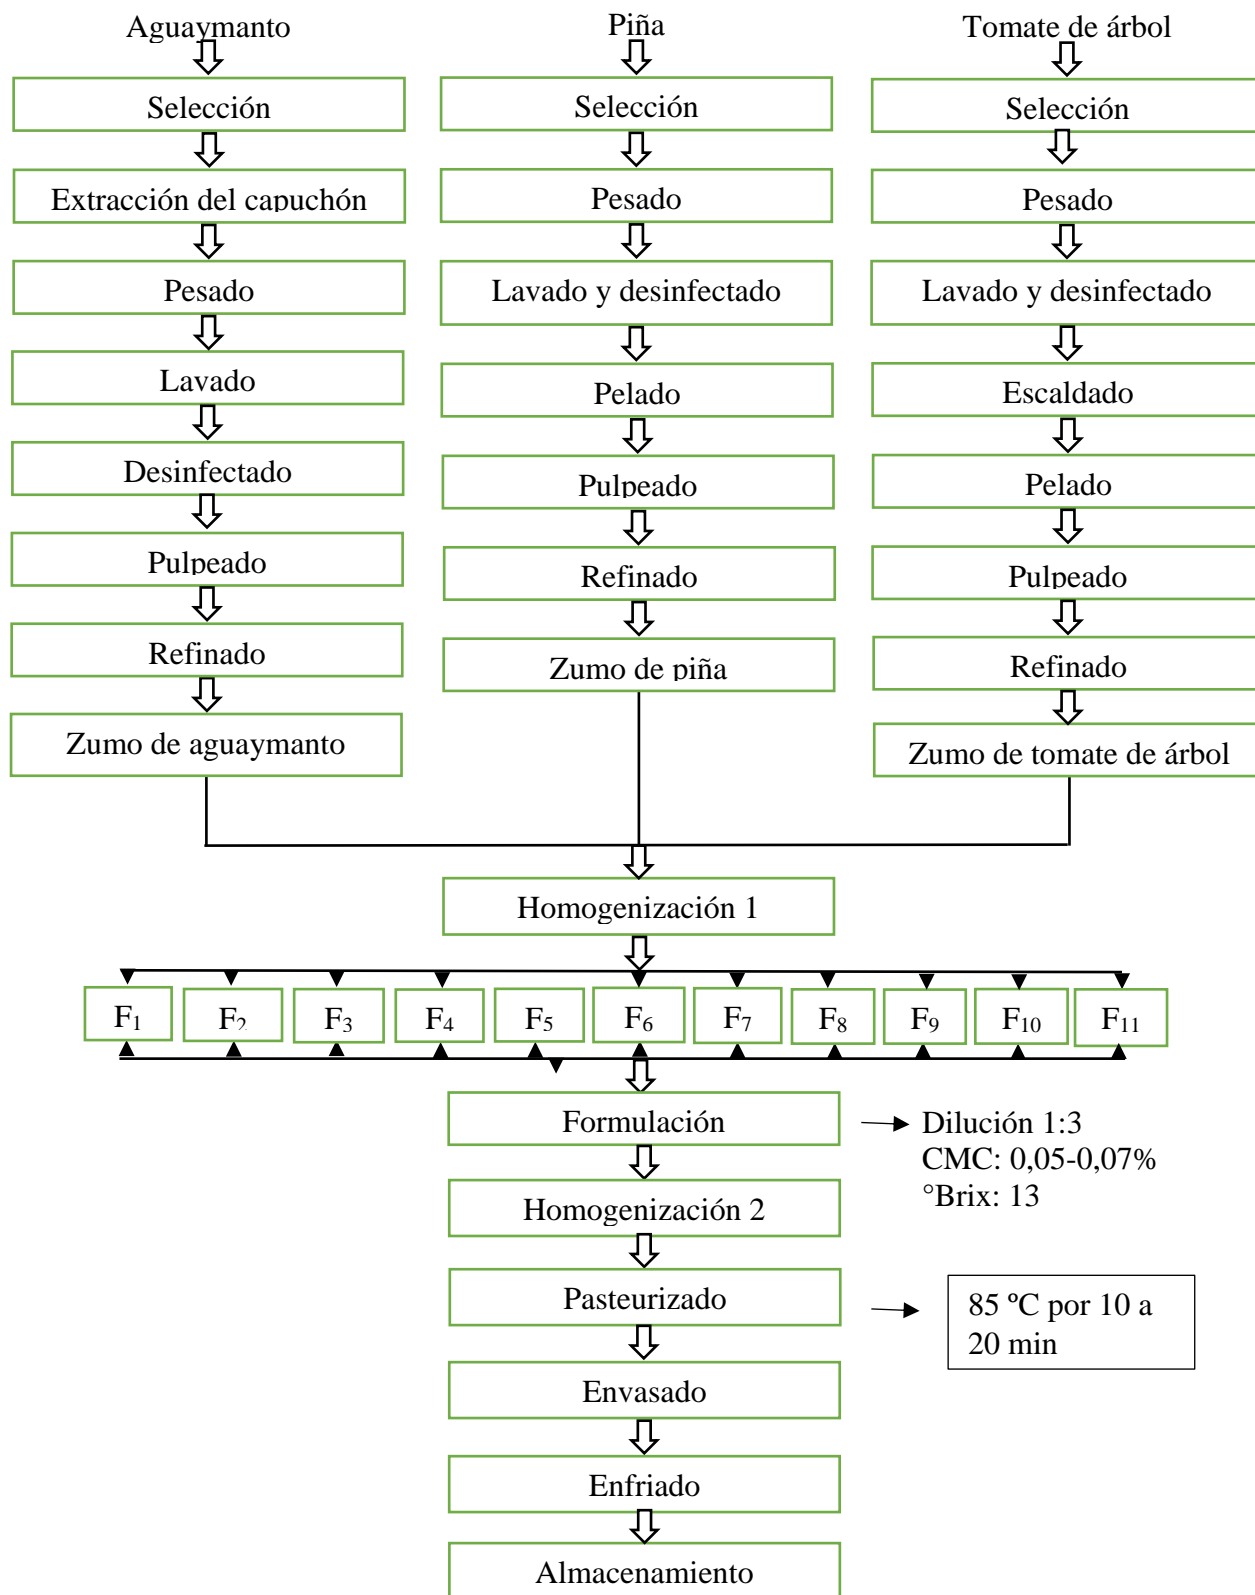 Aguaymanto
Selección
Extracción del capuchón
Pesado
Lavado
Desinfectado
Pulpeado
Refinado
Zumo de aguaymanto
Piña
Selección
Pesado
Lavado y desinfectado
Pelado
Pulpeado
Refinado
Zumo de piña
Tomate de árbol
Selección
Pesado
Lavado y desinfectado
Escaldado
Pelado
Pulpeado
Refinado
Zumo de tomate de árbol
Homogenización 1
F₁ F₂ F₃ F₄ F₅ F₆ F₇ F₈ F₉ F₁₀ F₁₁
Formulación
Dilución 1:3
CMC: 0,05-0,07%
°Brix: 13
Homogenización 2
Pasteurizado
85 ºC por 10 a
20 min
Envasado
Enfriado
Almacenamiento